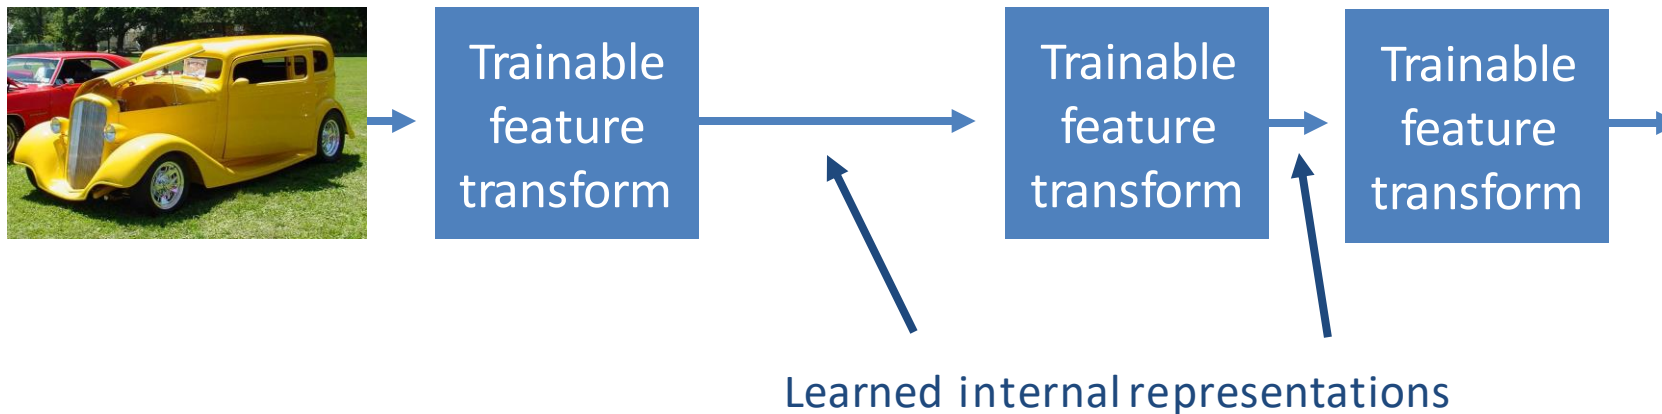 Trainable
feature
transform
Trainable
feature
transform
Trainable
feature
transform
Learned internal representations